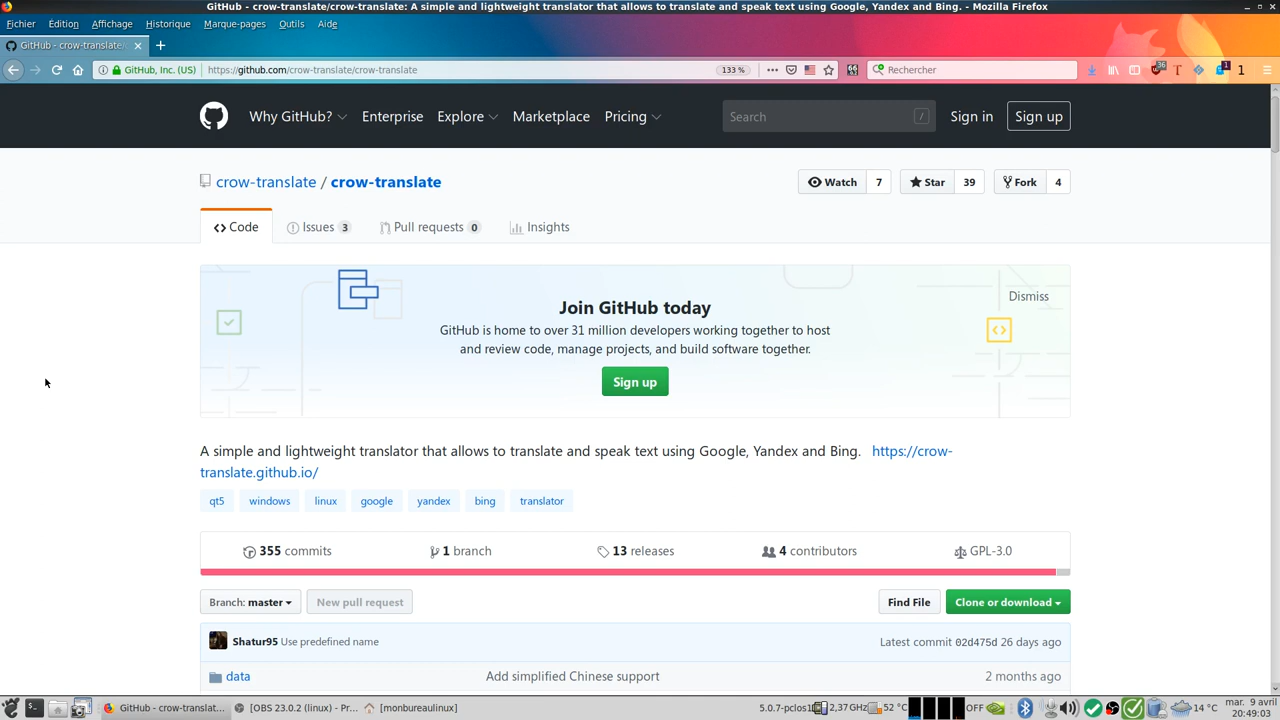 GitHub - crow-translate/crow-translate: A simple and lightweight translator that allows to translate and speak text using Google, Yandex and Bing. - Mozilla Firefox
Fichier Édition Affichage Historique Marque-pages Outils Aide
GitHub - crow-translate/c
GitHub, Inc. (US) https://github.com/crow-translate/crow-translate 133 % Rechercher 36 1 1
Why GitHub? Enterprise Explore Marketplace Pricing Search / Sign in Sign up
crow-translate / crow-translate Watch 7 Star 39 Fork 4
Code Issues 3 Pull requests 0 Insights
Dismiss
Join GitHub today
GitHub is home to over 31 million developers working together to host
and review code, manage projects, and build software together.
Sign up
A simple and lightweight translator that allows to translate and speak text using Google, Yandex and Bing. https://crow-
translate.github.io/
qt5 windows linux google yandex bing translator
355 commits 1 branch 13 releases 4 contributors GPL-3.0
Branch: master New pull request Find File Clone or download
Shatur95 Use predefined name Latest commit 02d475d 26 days ago
data Add simplified Chinese support 2 months ago
GitHub - crow-translat... [OBS 23.0.2 (linux) - Pr... [monbureaulinux] 5.0.7-pclos1 2,37 GHz 52 °C OFF 14 °C mar. 9 avril
20:49:03